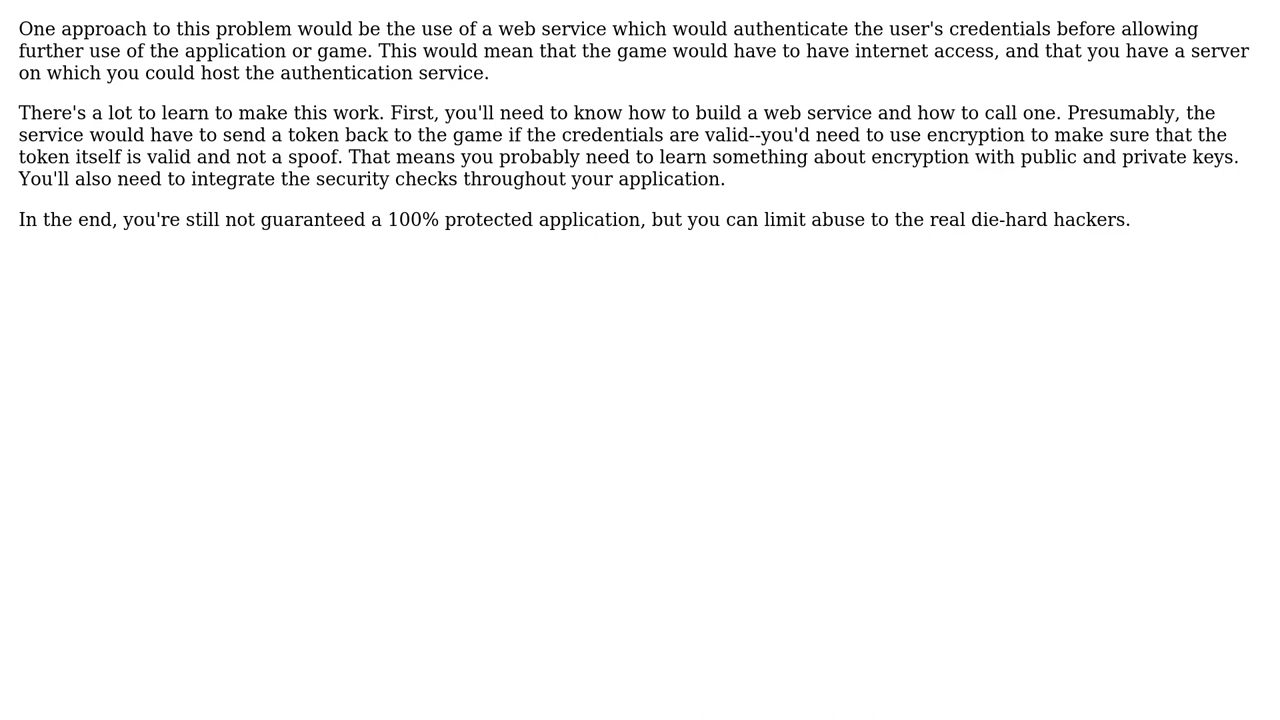 One approach to this problem would be the use of a web service which would authenticate the user's credentials before allowing
further use of the application or game. This would mean that the game would have to have internet access, and that you have a server
on which you could host the authentication service.
There's a lot to learn to make this work. First, you'll need to know how to build a web service and how to call one. Presumably, the
service would have to send a token back to the game if the credentials are valid--you'd need to use encryption to make sure that the
token itself is valid and not a spoof. That means you probably need to learn something about encryption with public and private keys.
You'll also need to integrate the security checks throughout your application.
In the end, you're still not guaranteed a 100% protected application, but you can limit abuse to the real die-hard hackers.